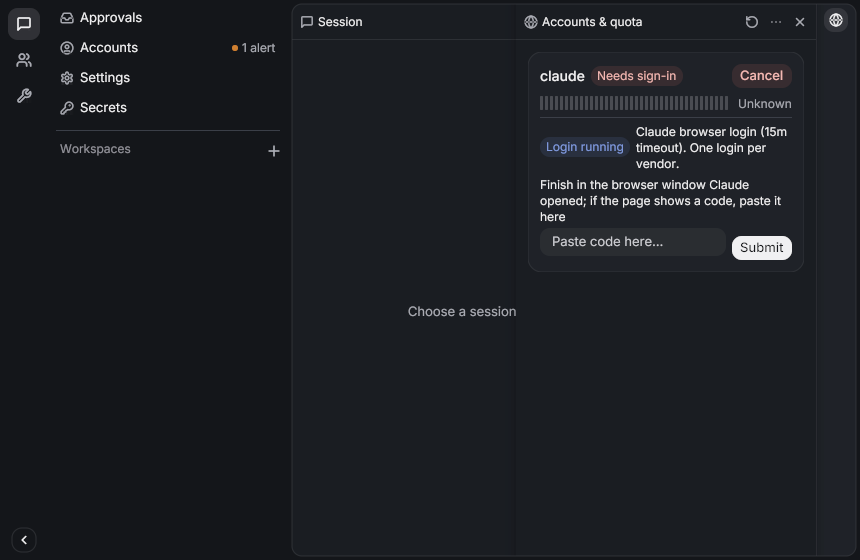 Approvals
Accounts
1 alert
Settings
Secrets
Workspaces
Session
Choose a session
Accounts & quota
claude
Needs sign-in
Cancel
Unknown
Login running
Claude browser login (15m
timeout). One login per
vendor.
Finish in the browser window Claude
opened; if the page shows a code, paste it
here
Paste code here...
Submit